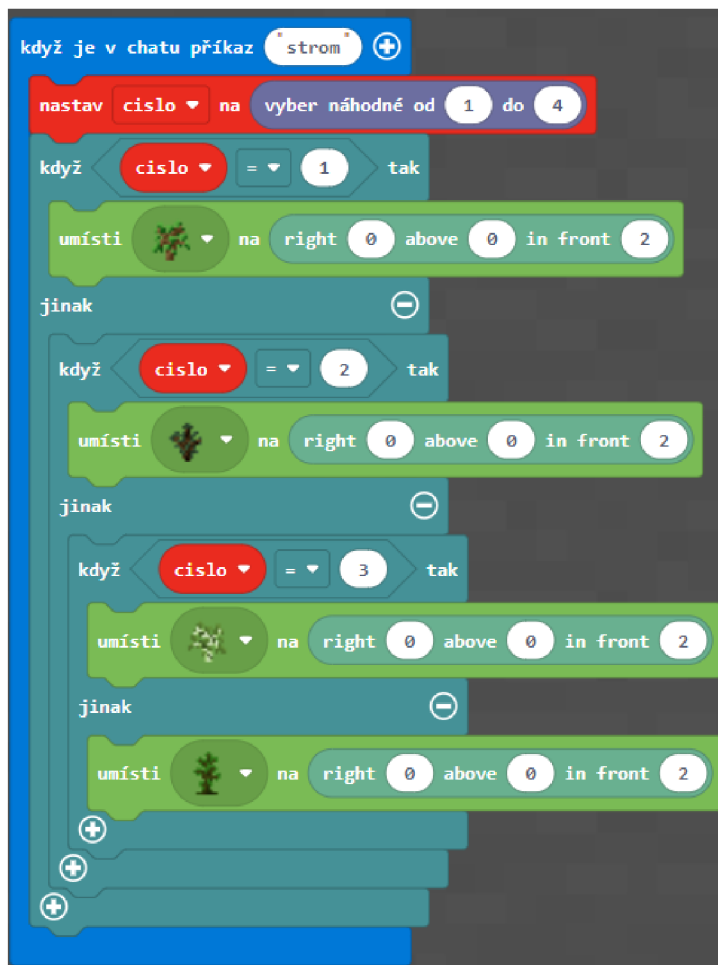 když je v chatu příkaz "strom"
nastav cislo na vyber náhodné od 1 do 4
když cislo = 1 tak
umísti na right 0 above 0 in front 2
jinak
když cislo = 2 tak
umísti na right 0 above 0 in front 2
jinak
když cislo = 3 tak
umísti na right 0 above 0 in front 2
jinak
umísti na right 0 above 0 in front 2